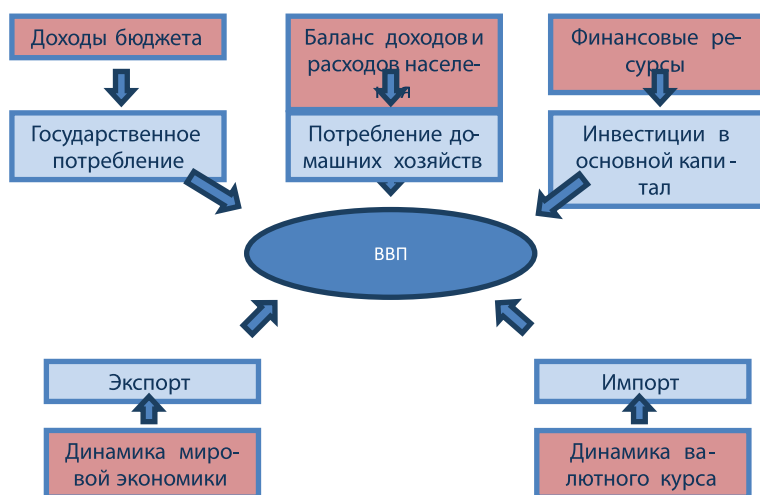 Доходы бюджета
Баланс доходов и
расходов населе-
ния
Финансовые ре-
сурсы
Государственное
потребление
Потребление до-
машних хозяйств
Инвестиции в
основной капи-
тал
ВВП
Экспорт
Импорт
Динамика миро-
вой экономики
Динамика ва-
лютного курса